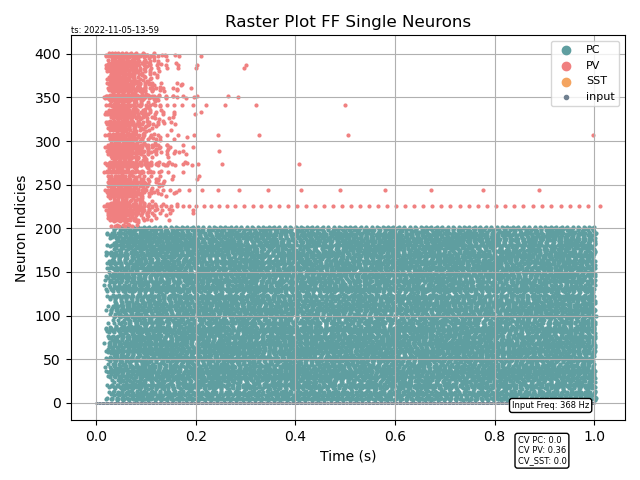 Raster Plot FF Single Neurons
ts: 2022-11-05-13-59
PC
PV
SST
input
Neuron Indicies
400
350
300
250
200
150
100
50
0
Input Freq: 368 Hz
0.0 0.2 0.4 0.6 0.8 1.0
Time (s)
CV PC: 0.0
CV PV: 0.36
CV_SST: 0.0